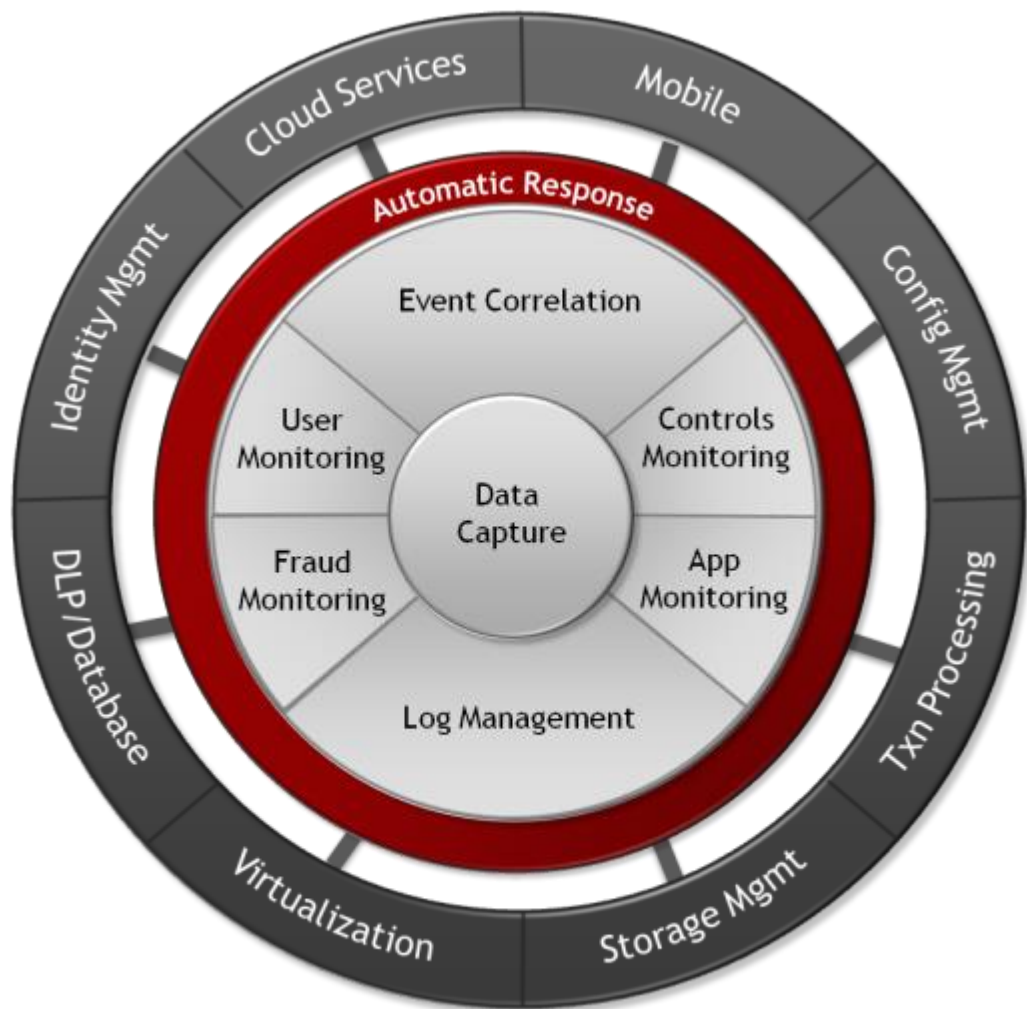 Cloud Services
Mobile
Identity Mgmt
Config Mgmt
Automatic Response
Event Correlation
User
Monitoring
Controls
Monitoring
Data
Capture
Fraud
Monitoring
App
Monitoring
Log Management
DLP/Database
Txn Processing
Virtualization
Storage Mgmt